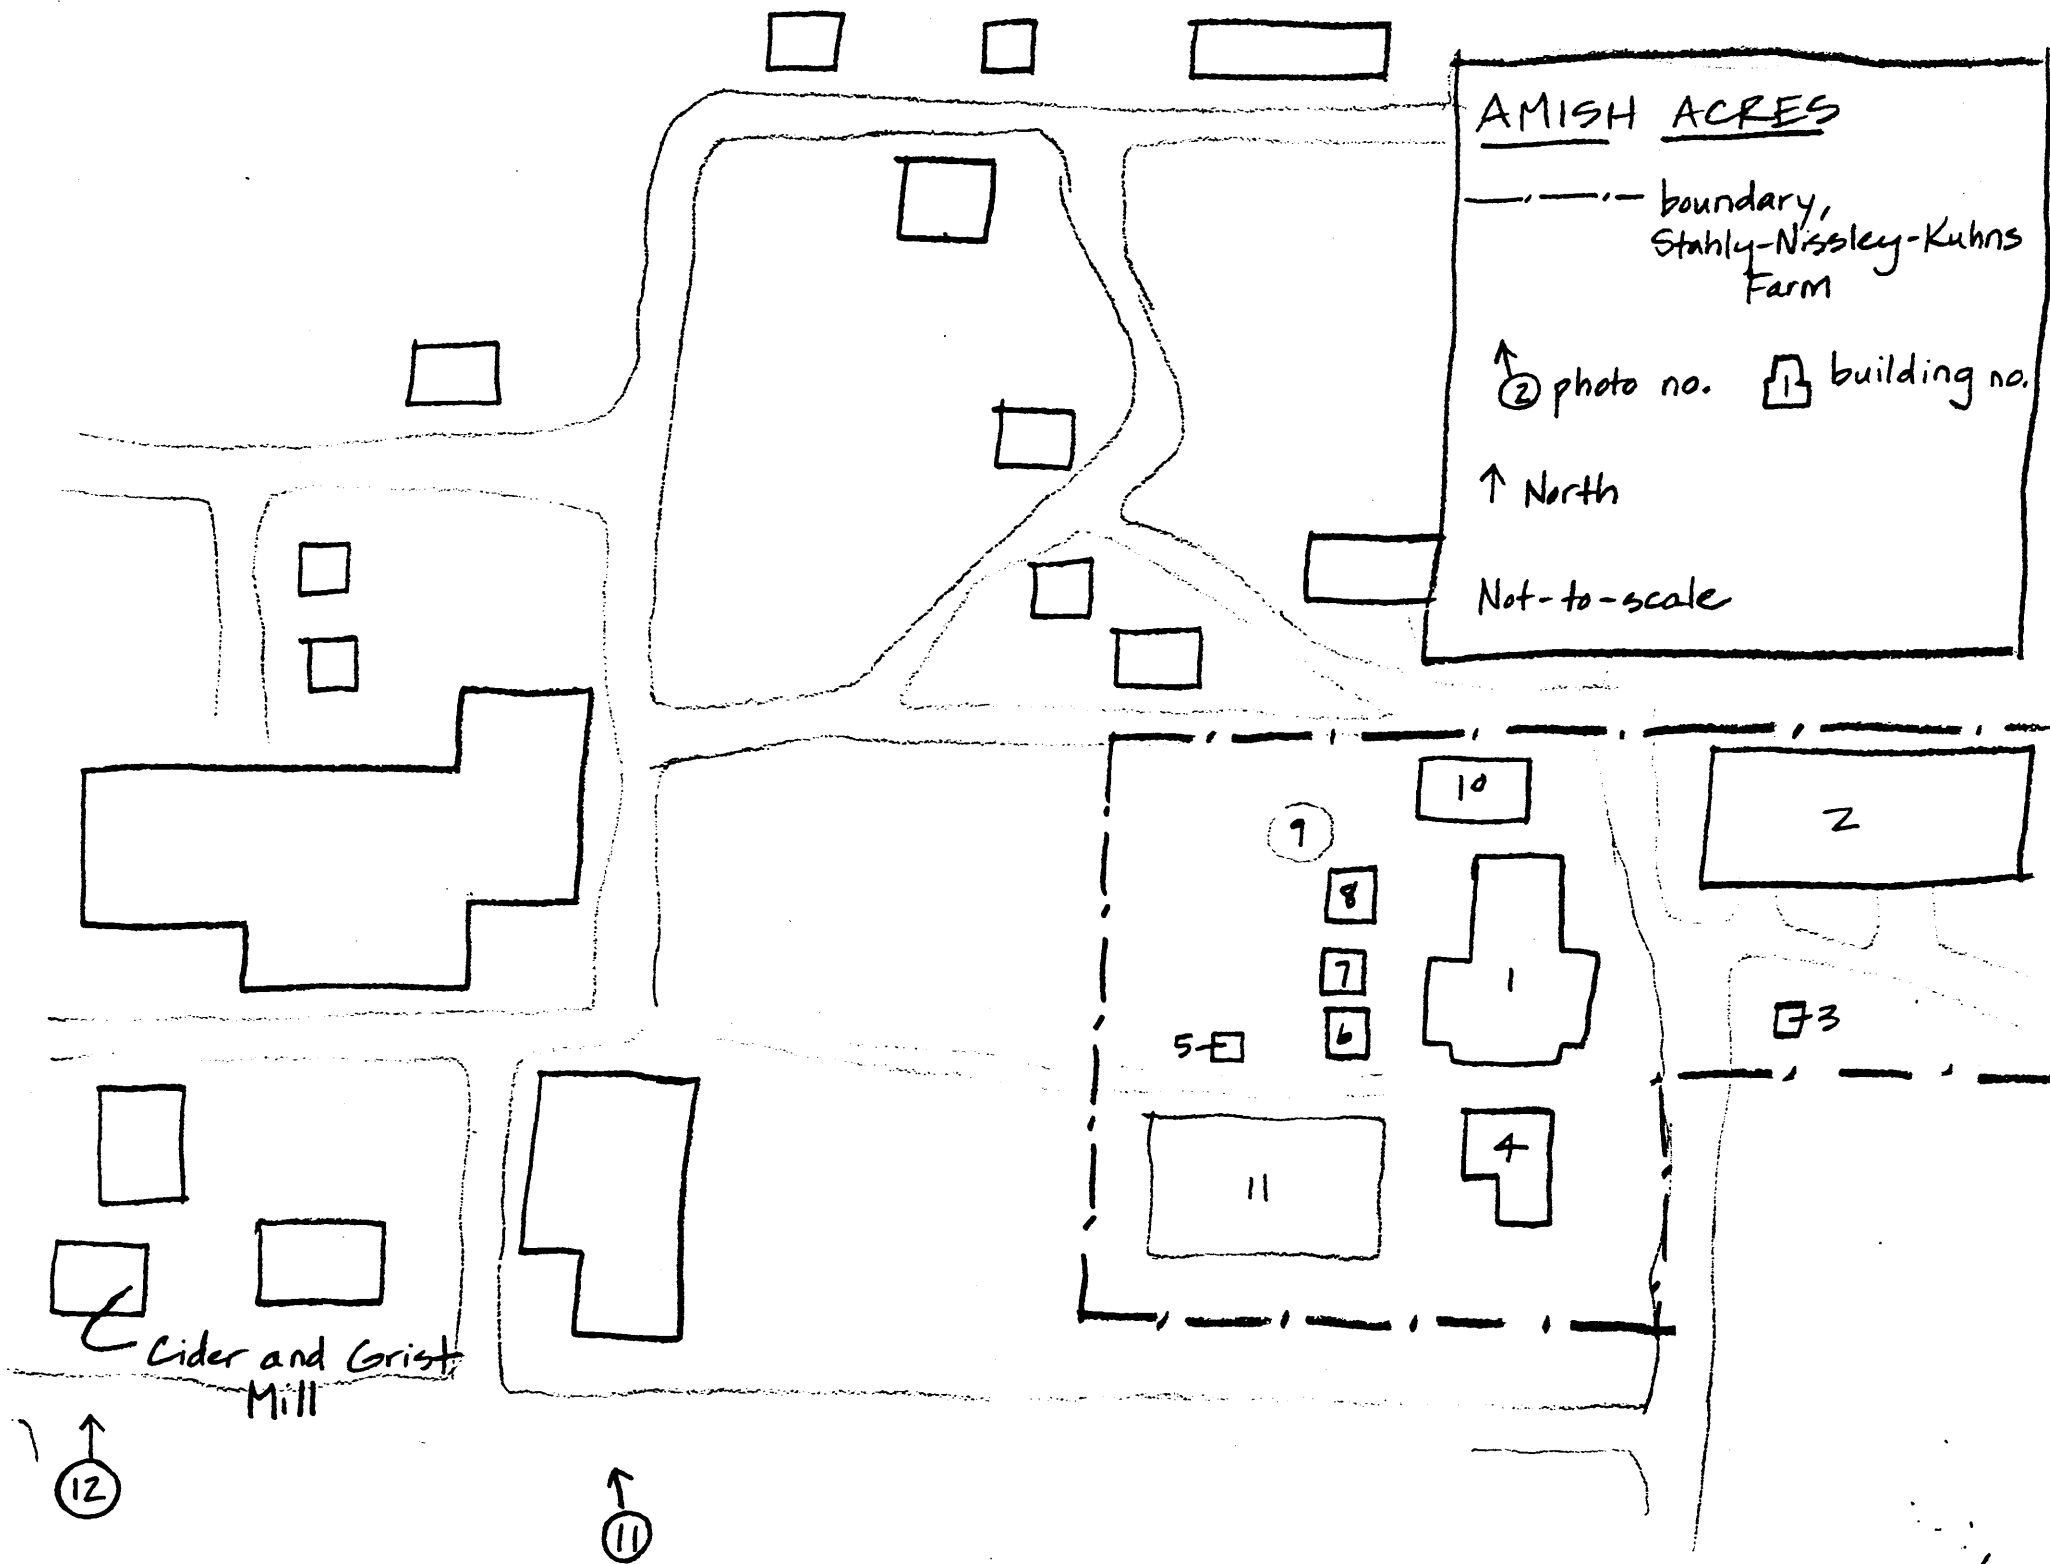 AMISH ACRES
boundary,
Stahly-Nissley-Kuhns
Farm
2 photo no.
1 building no.
North
Not-to-scale
10
2
9
8
7
1
3
5
6
4
11
Cider and Grist
Mill
12
11